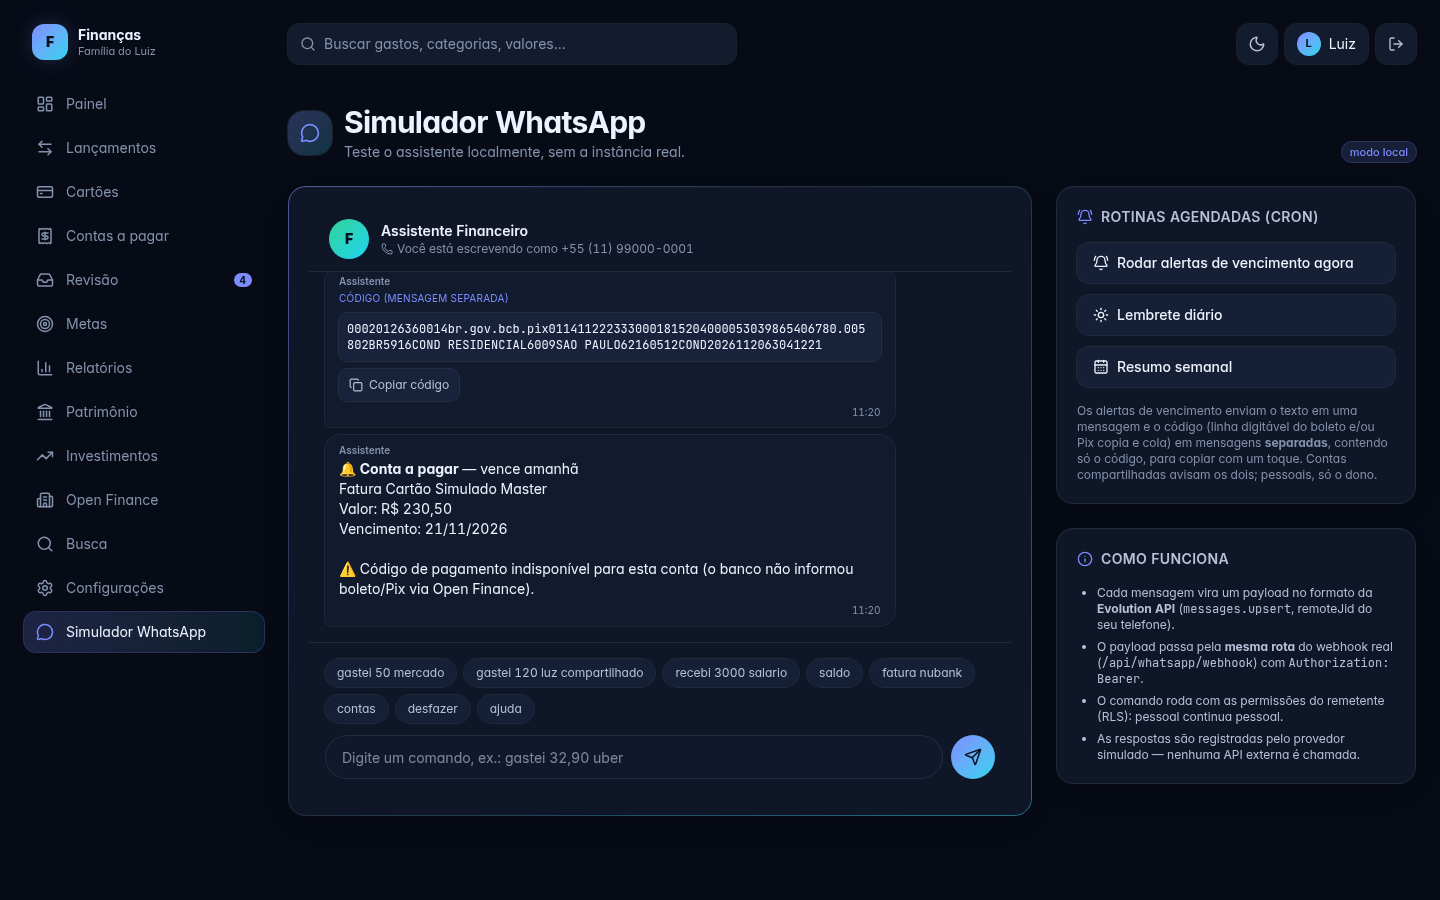 F
Finanças
Família do Luiz
Painel
Lançamentos
Cartões
Contas a pagar
Revisão
4
Metas
Relatórios
Patrimônio
Investimentos
Open Finance
Busca
Configurações
Simulador WhatsApp
Buscar gastos, categorias, valores...
L
Luiz
Simulador WhatsApp
Teste o assistente localmente, sem a instância real.
modo local
F
Assistente Financeiro
Você está escrevendo como +55 (11) 99000-0001
Assistente
CÓDIGO (MENSAGEM SEPARADA)
00020126360014br.gov.bcb.pix0114112223330001815204000053039865406780.005
802BR5916COND RESIDENCIAL6009SAO PAULO62160512COND2026112063041221
Copiar código
11:20
Assistente
🔔 Conta a pagar — vence amanhã
Fatura Cartão Simulado Master
Valor: R$ 230,50
Vencimento: 21/11/2026
⚠️ Código de pagamento indisponível para esta conta (o banco não informou
boleto/Pix via Open Finance).
11:20
gastei 50 mercado
gastei 120 luz compartilhado
recebi 3000 salario
saldo
fatura nubank
contas
desfazer
ajuda
Digite um comando, ex.: gastei 32,90 uber
ROTINAS AGENDADAS (CRON)
Rodar alertas de vencimento agora
Lembrete diário
Resumo semanal
Os alertas de vencimento enviam o texto em uma
mensagem e o código (linha digitável do boleto e/ou
Pix copia e cola) em mensagens separadas, contendo
só o código, para copiar com um toque. Contas
compartilhadas avisam os dois; pessoais, só o dono.
COMO FUNCIONA
• Cada mensagem vira um payload no formato da
Evolution API (messages.upsert, remoteJid do
seu telefone).
• O payload passa pela mesma rota do webhook real
(/api/whatsapp/webhook) com Authorization:
Bearer.
• O comando roda com as permissões do remetente
(RLS): pessoal continua pessoal.
• As respostas são registradas pelo provedor
simulado — nenhuma API externa é chamada.